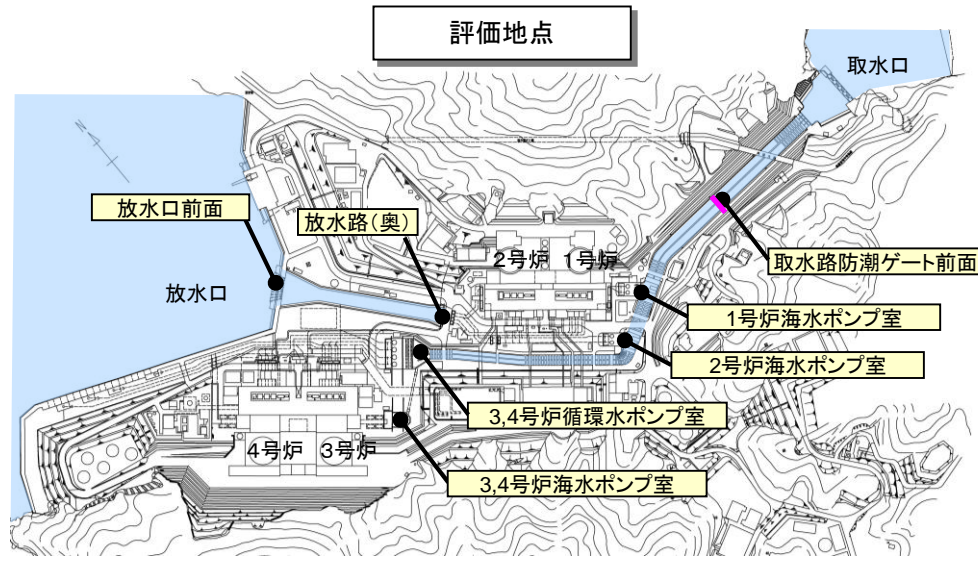 評価地点
取水口
放水口前面
放水路(奥)
2号炉
1号炉
取水路防潮ゲート前面
放水口
1号炉海水ポンプ室
2号炉海水ポンプ室
3,4号炉循環水ポンプ室
4号炉
3号炉
3,4号炉海水ポンプ室